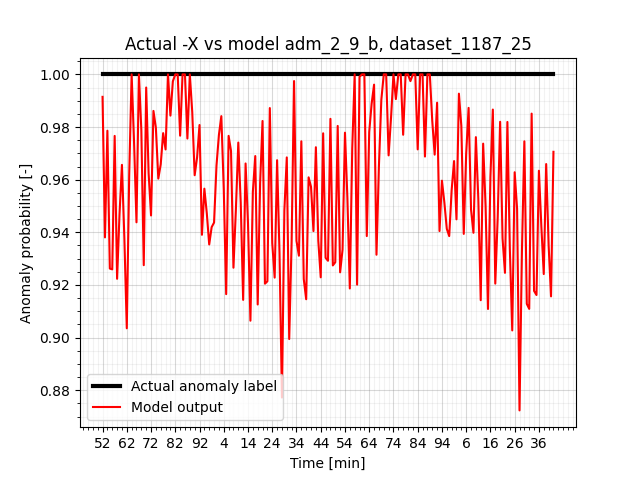 Actual -X vs model adm_2_9_b, dataset_1187_25
1.00
0.98
0.96
0.94
0.92
0.90
0.88
Anomaly probability [-]
Actual anomaly label
Model output
52 62 72 82 92 4 14 24 34 44 54 64 74 84 94 6 16 26 36
Time [min]